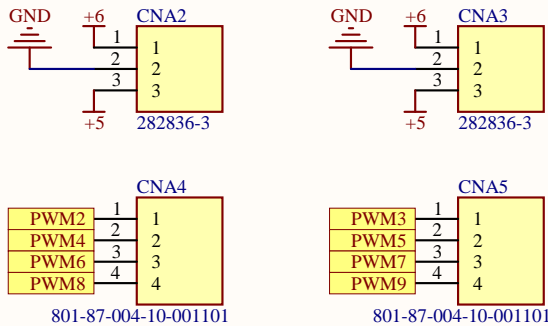 GND +6 CNA2
1 1
2 2
3 3
+5 282836-3
GND +6 CNA3
1 1
2 2
3 3
+5 282836-3
CNA4
PWM2 1 1
PWM4 2 2
PWM6 3 3
PWM8 4 4
801-87-004-10-001101
CNA5
PWM3 1 1
PWM5 2 2
PWM7 3 3
PWM9 4 4
801-87-004-10-001101